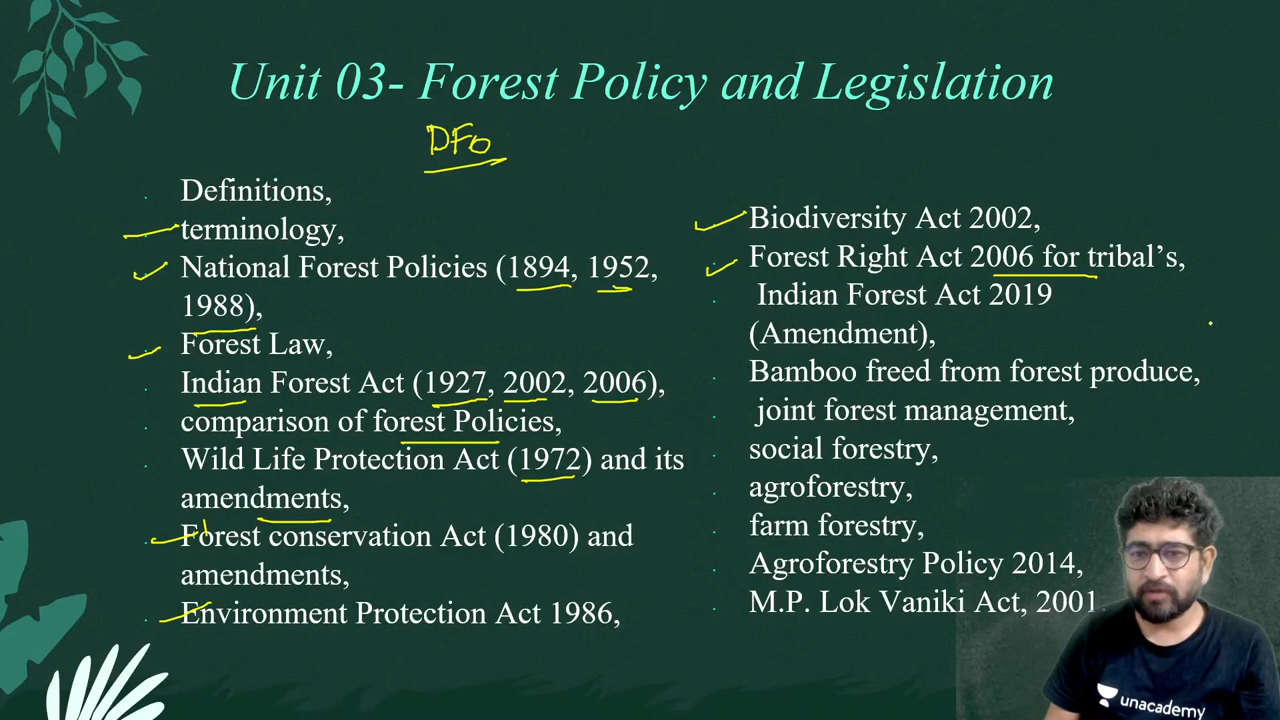 Unit 03- Forest Policy and Legislation
DFO
Definitions,
terminology,
National Forest Policies (1894, 1952,
1988),
Forest Law,
Indian Forest Act (1927, 2002, 2006),
comparison of forest Policies,
Wild Life Protection Act (1972) and its
amendments,
Forest conservation Act (1980) and
amendments,
Environment Protection Act 1986,
Biodiversity Act 2002,
Forest Right Act 2006 for tribal's,
Indian Forest Act 2019
(Amendment),
Bamboo freed from forest produce,
joint forest management,
social forestry,
agroforestry,
farm forestry,
Agroforestry Policy 2014,
M.P. Lok Vaniki Act, 2001
unacademy